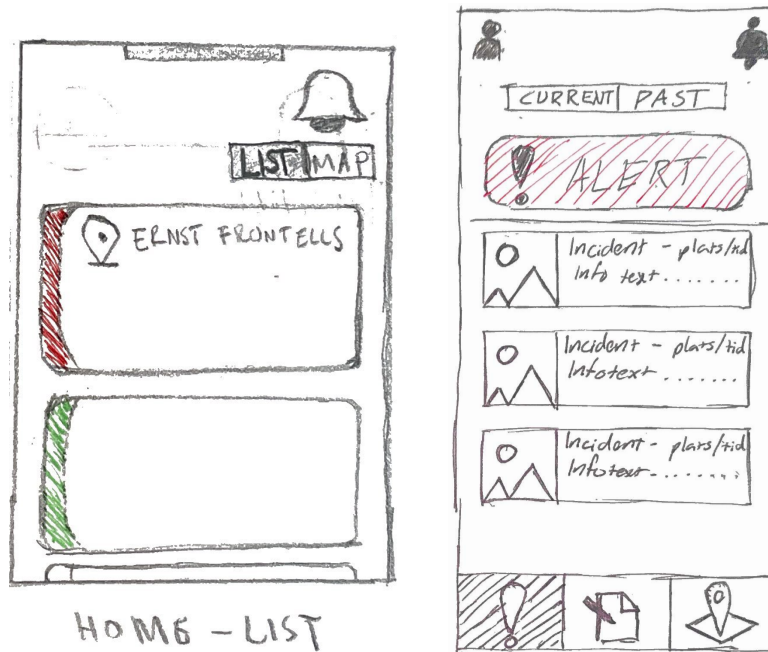 LIST MAP
ERNST FRONTELLS
HOME - LIST
CURRENT PAST
ALERT
Incident - plats/tid
Info text........
Incident - plats/tid
Infotext.......
Incident - plats/tid
Infotext........